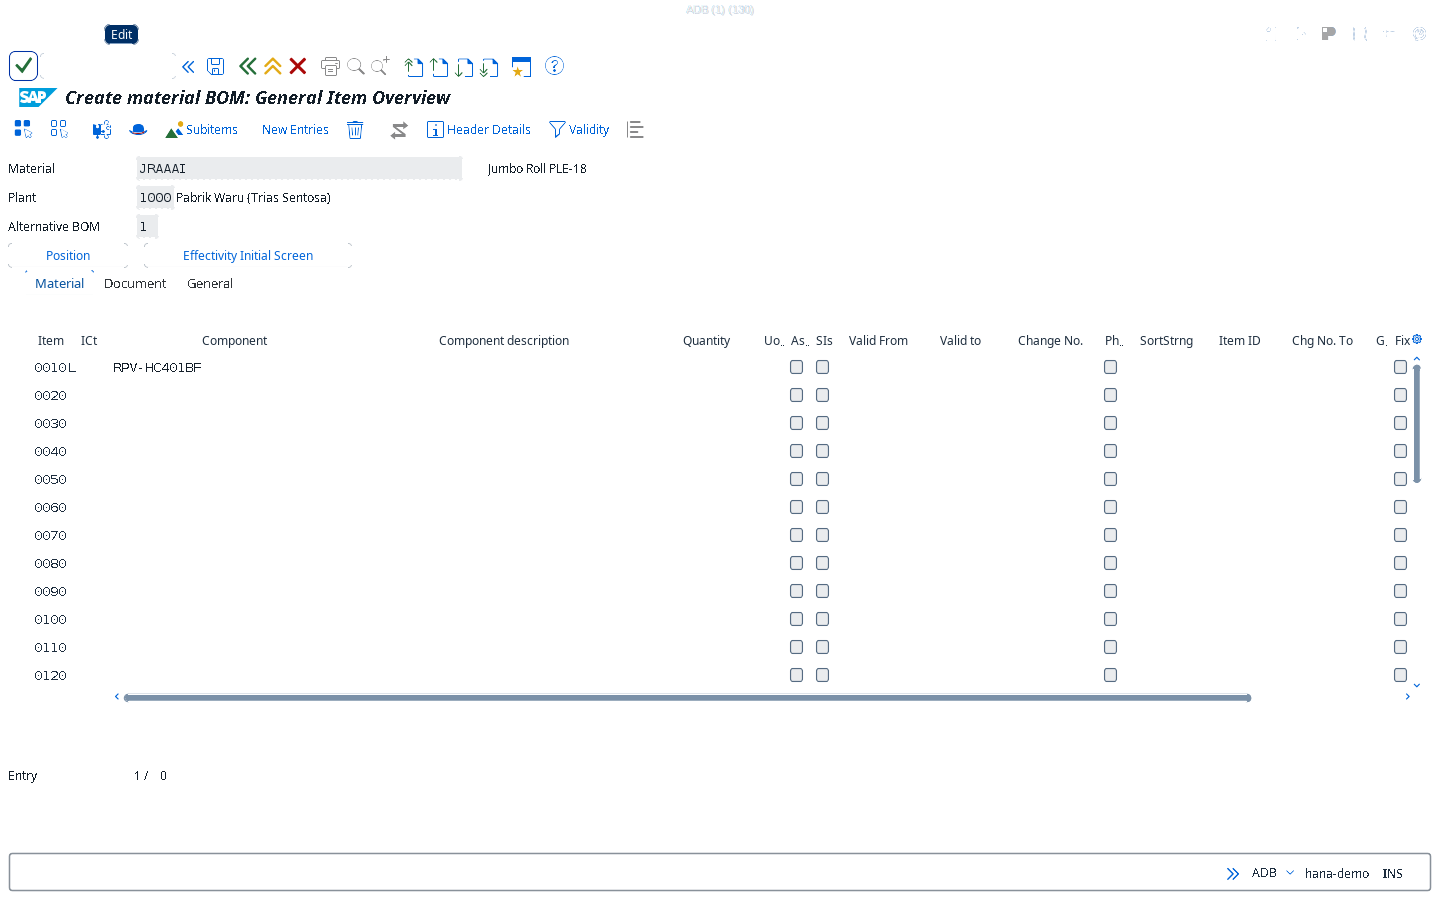 ADB (1) (130)
Edit
SAP Create material BOM: General Item Overview
Subitems New Entries Header Details Validity
Material JRAAAI Jumbo Roll PLE-18
Plant 1000 Pabrik Waru (Trias Sentosa)
Alternative BOM 1
Position Effectivity Initial Screen
Material Document General
Item ICt Component Component description Quantity Uo.. As.. SIs Valid From Valid to Change No. Ph.. SortStrng Item ID Chg No. To G. Fix
0010 L RPV-HC401BF
0020
0030
0040
0050
0060
0070
0080
0090
0100
0110
0120
Entry 1 / 0
ADB hana-demo INS